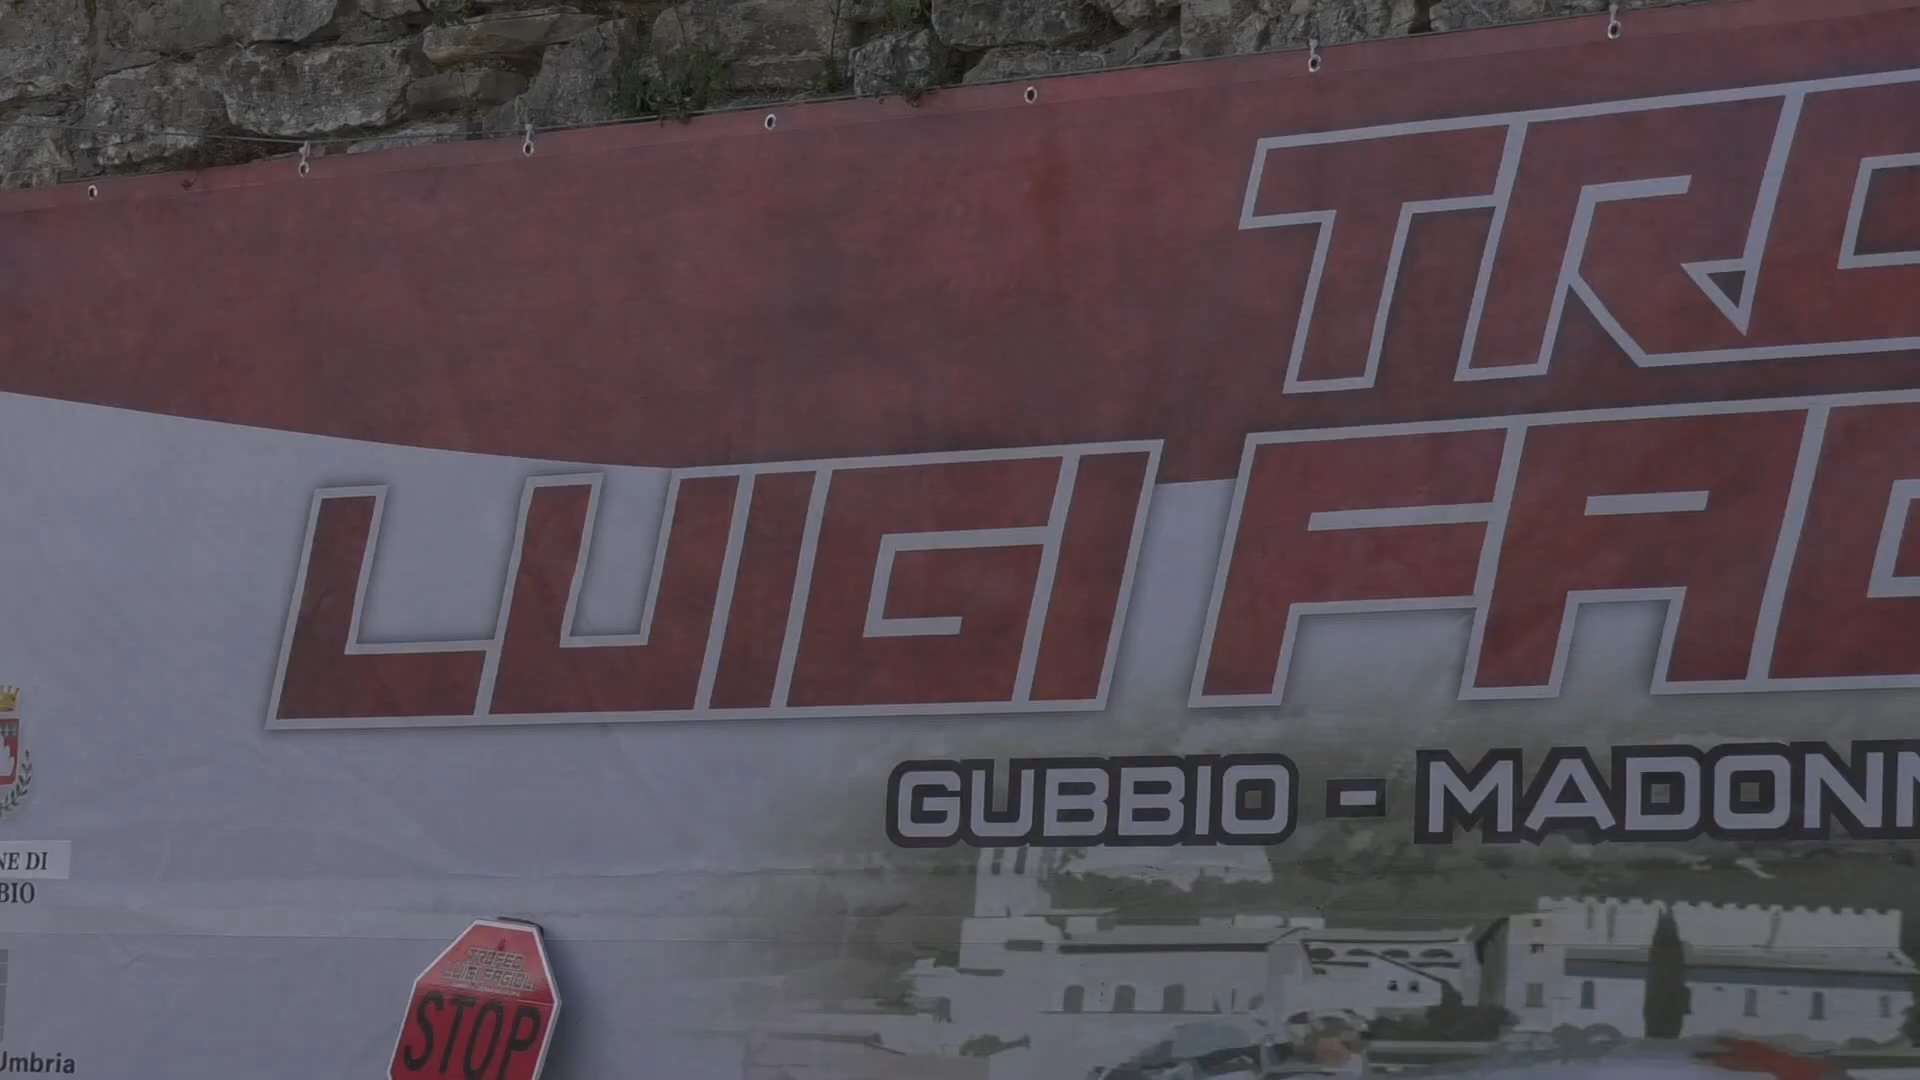 TRO
LUIGI FAG
GUBBIO - MADONN
NE DI
BIO
TROFEO
LUIGI FAGIOLI
STOP
Umbria